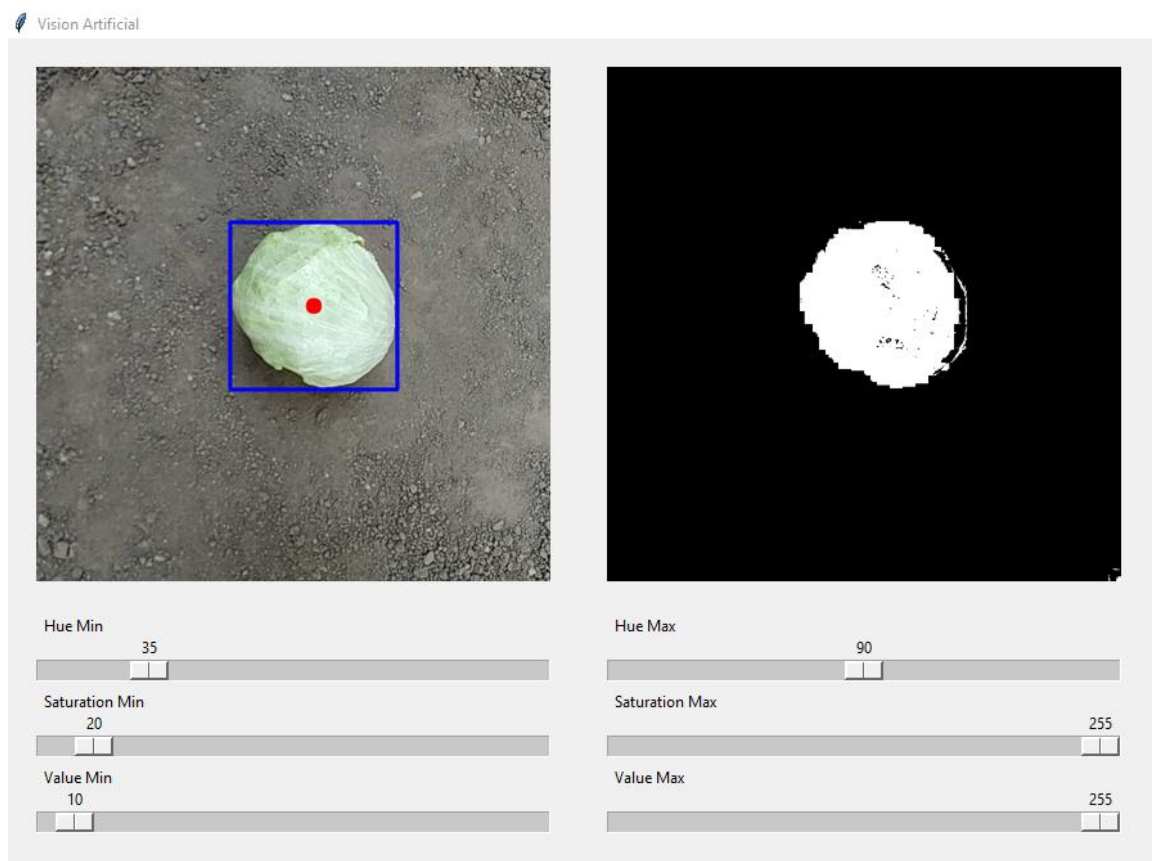 Vision Artificial
Hue Min
35
Hue Max
90
Saturation Min
20
Saturation Max
255
Value Min
10
Value Max
255